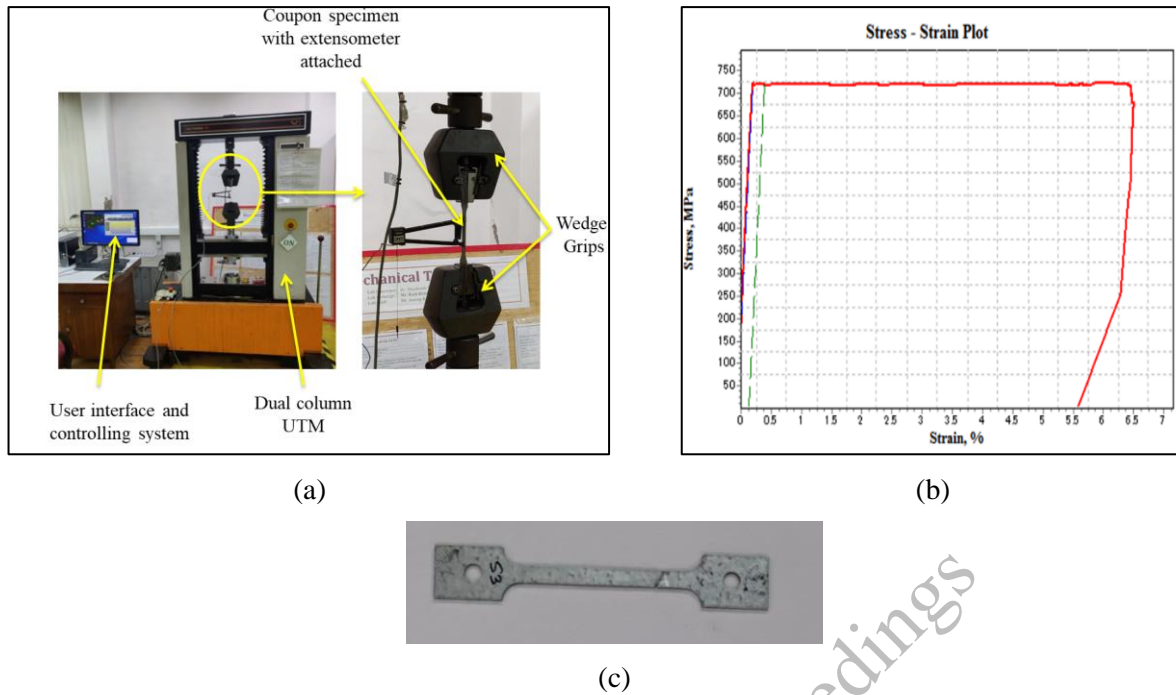 Coupon specimen
with extensometer
attached
Wedge
Grips
ON
chanical T
User interface and
controlling system
Dual column
UTM
(a)
Stress - Strain Plot
Stress, MPa
750
700
650
600
550
500
450
400
350
300
250
200
150
100
50
0 0.5 1 1.5 2 2.5 3 3.5 4 4.5 5 5.5 6 6.5 7
Strain, %
(b)
S3
(c)
edings